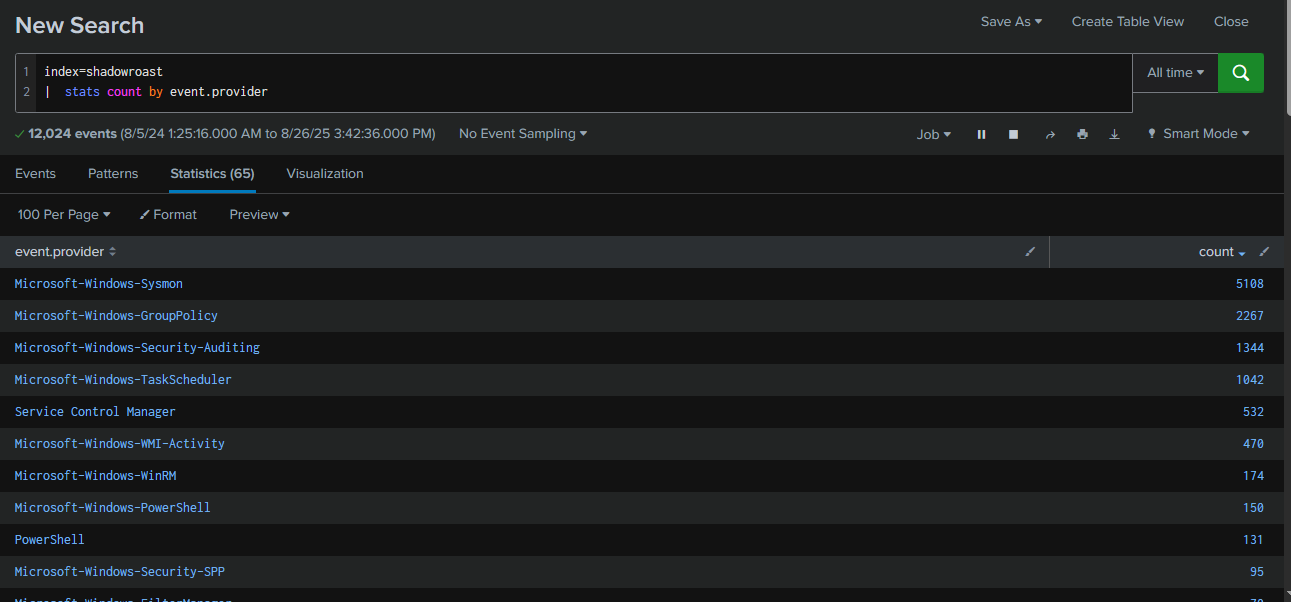 New Search
Save As Create Table View Close
1 index=shadowroast
2 | stats count by event.provider
All time
12,024 events (8/5/24 1:25:16.000 AM to 8/26/25 3:42:36.000 PM) No Event Sampling Job Smart Mode
Events Patterns Statistics (65) Visualization
100 Per Page Format Preview
event.provider count
Microsoft-Windows-Sysmon 5108
Microsoft-Windows-GroupPolicy 2267
Microsoft-Windows-Security-Auditing 1344
Microsoft-Windows-TaskScheduler 1042
Service Control Manager 532
Microsoft-Windows-WMI-Activity 470
Microsoft-Windows-WinRM 174
Microsoft-Windows-PowerShell 150
PowerShell 131
Microsoft-Windows-Security-SPP 95
Microsoft-Windows-FilterManager